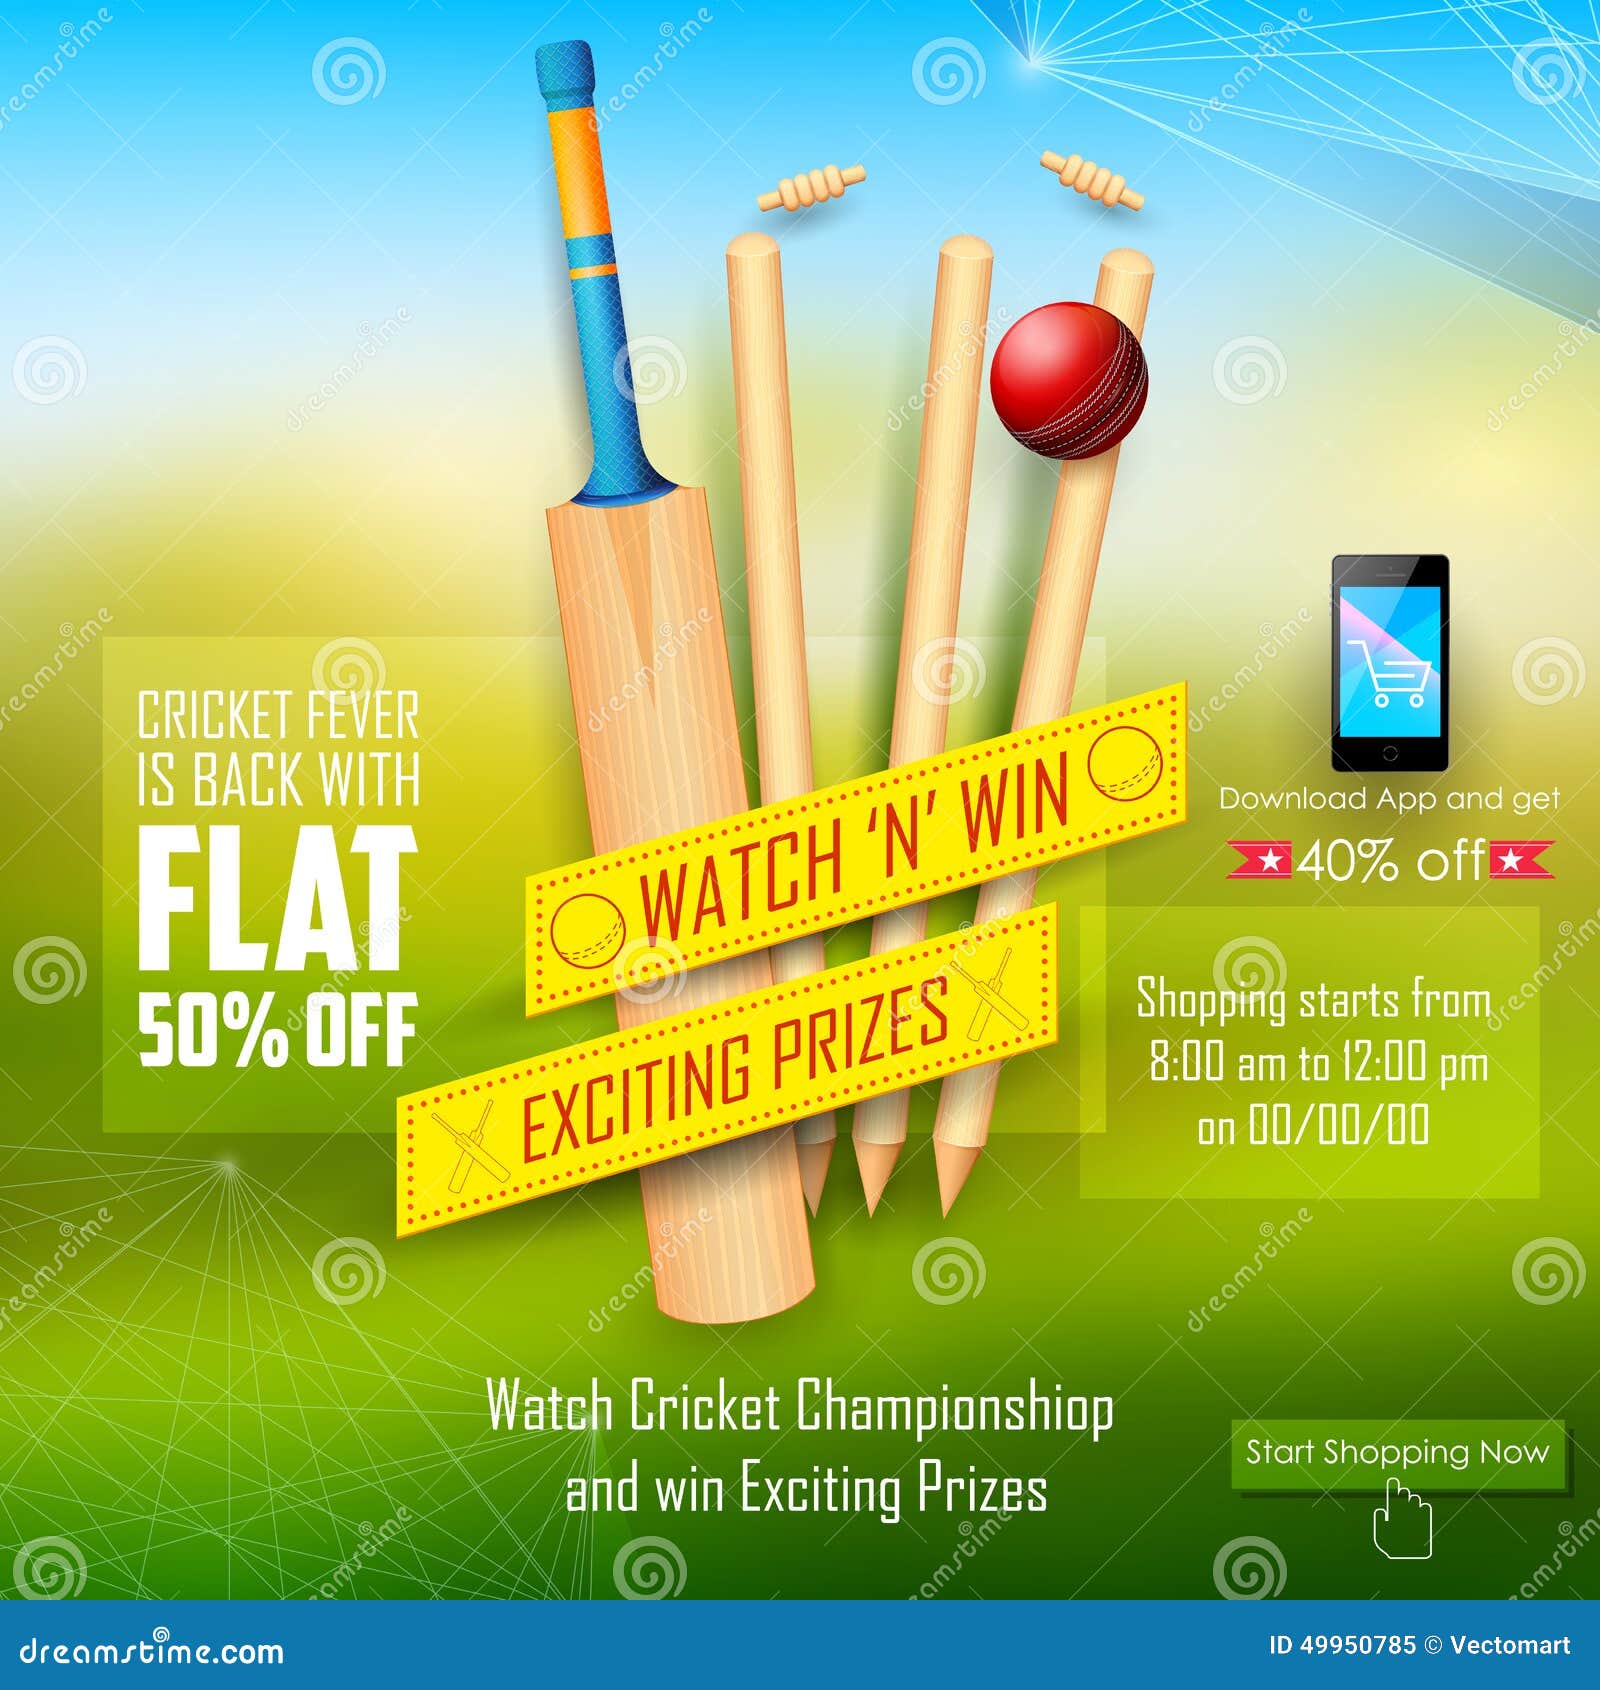 CRICKET FEVER
IS BACK WITH
FLAT
50% OFF
WATCH 'N' WIN
EXCITING PRIZES
Download App and get
40% off
Shopping starts from
8:00 am to 12:00 pm
on 00/00/00
Watch Cricket Championshiop
and win Exciting Prizes
Start Shopping Now
dreamstime.com
ID 49950785 © Vectomart